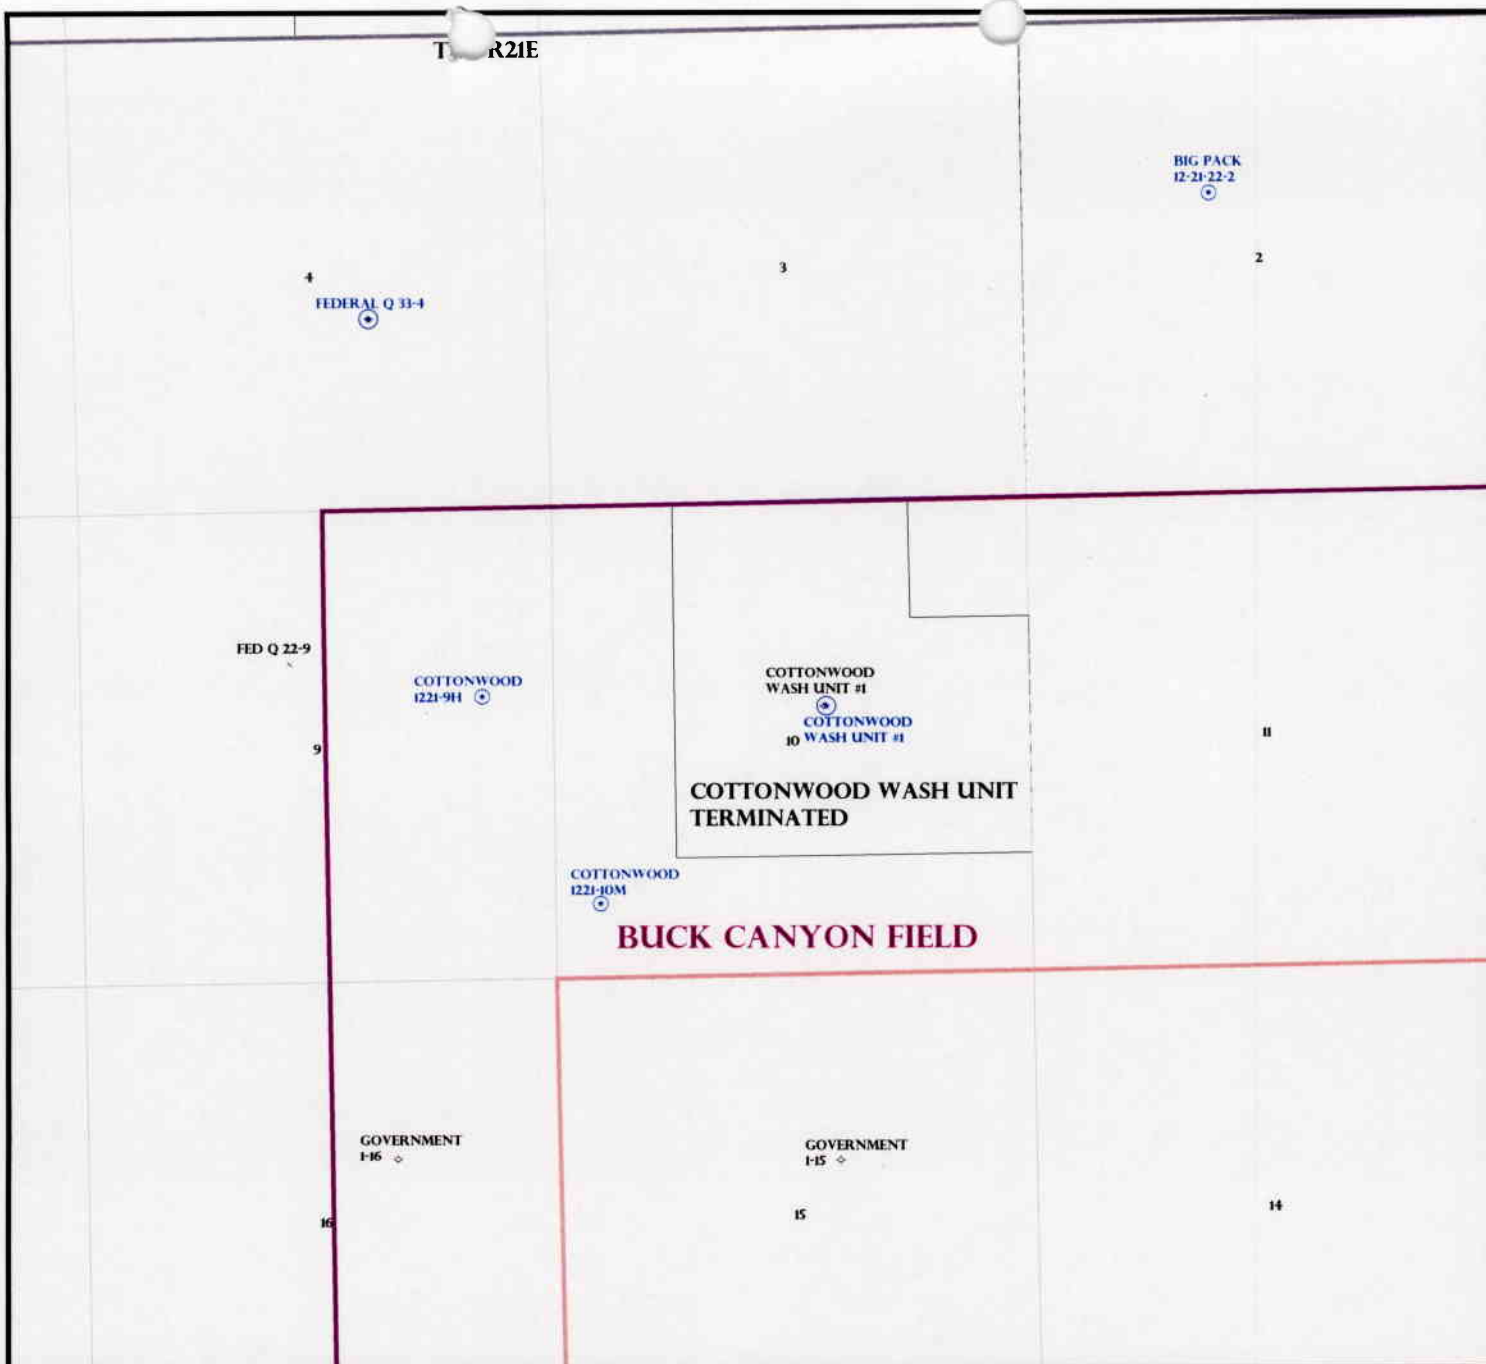 R21E
BIG PACK
12-21-22-2
4
3
2
FEDERAL Q 33-4
FED Q 22-9
COTTONWOOD
1221-9H
COTTONWOOD
WASH UNIT #1
COTTONWOOD
WASH UNIT #1
9
10
11
COTTONWOOD WASH UNIT
TERMINATED
COTTONWOOD
1221-10M
BUCK CANYON FIELD
GOVERNMENT
1-16
GOVERNMENT
1-15
16
15
14